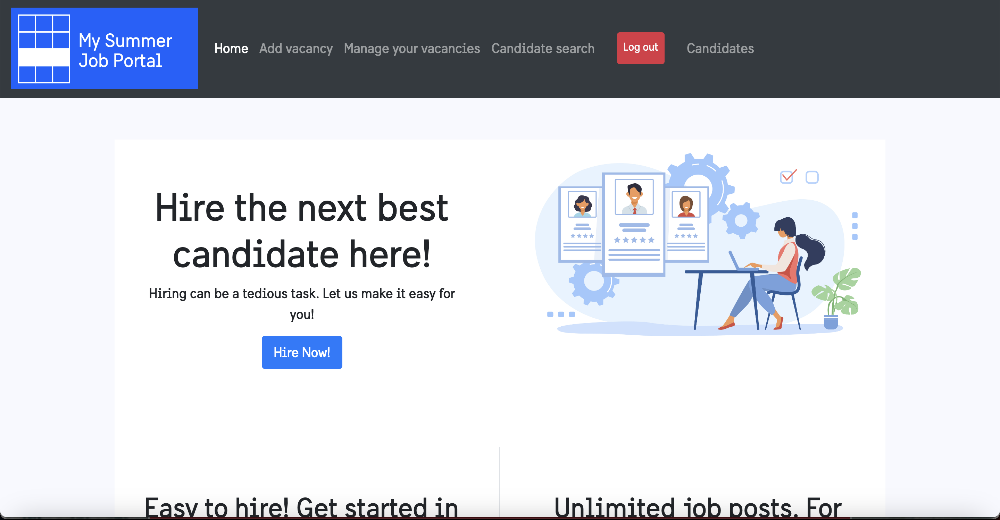 My Summer
Job Portal
Home Add vacancy Manage your vacancies Candidate search Log out Candidates
Hire the next best
candidate here!
Hiring can be a tedious task. Let us make it easy for
you!
Hire Now!
Easy to hire! Get started in
Unlimited job posts. For